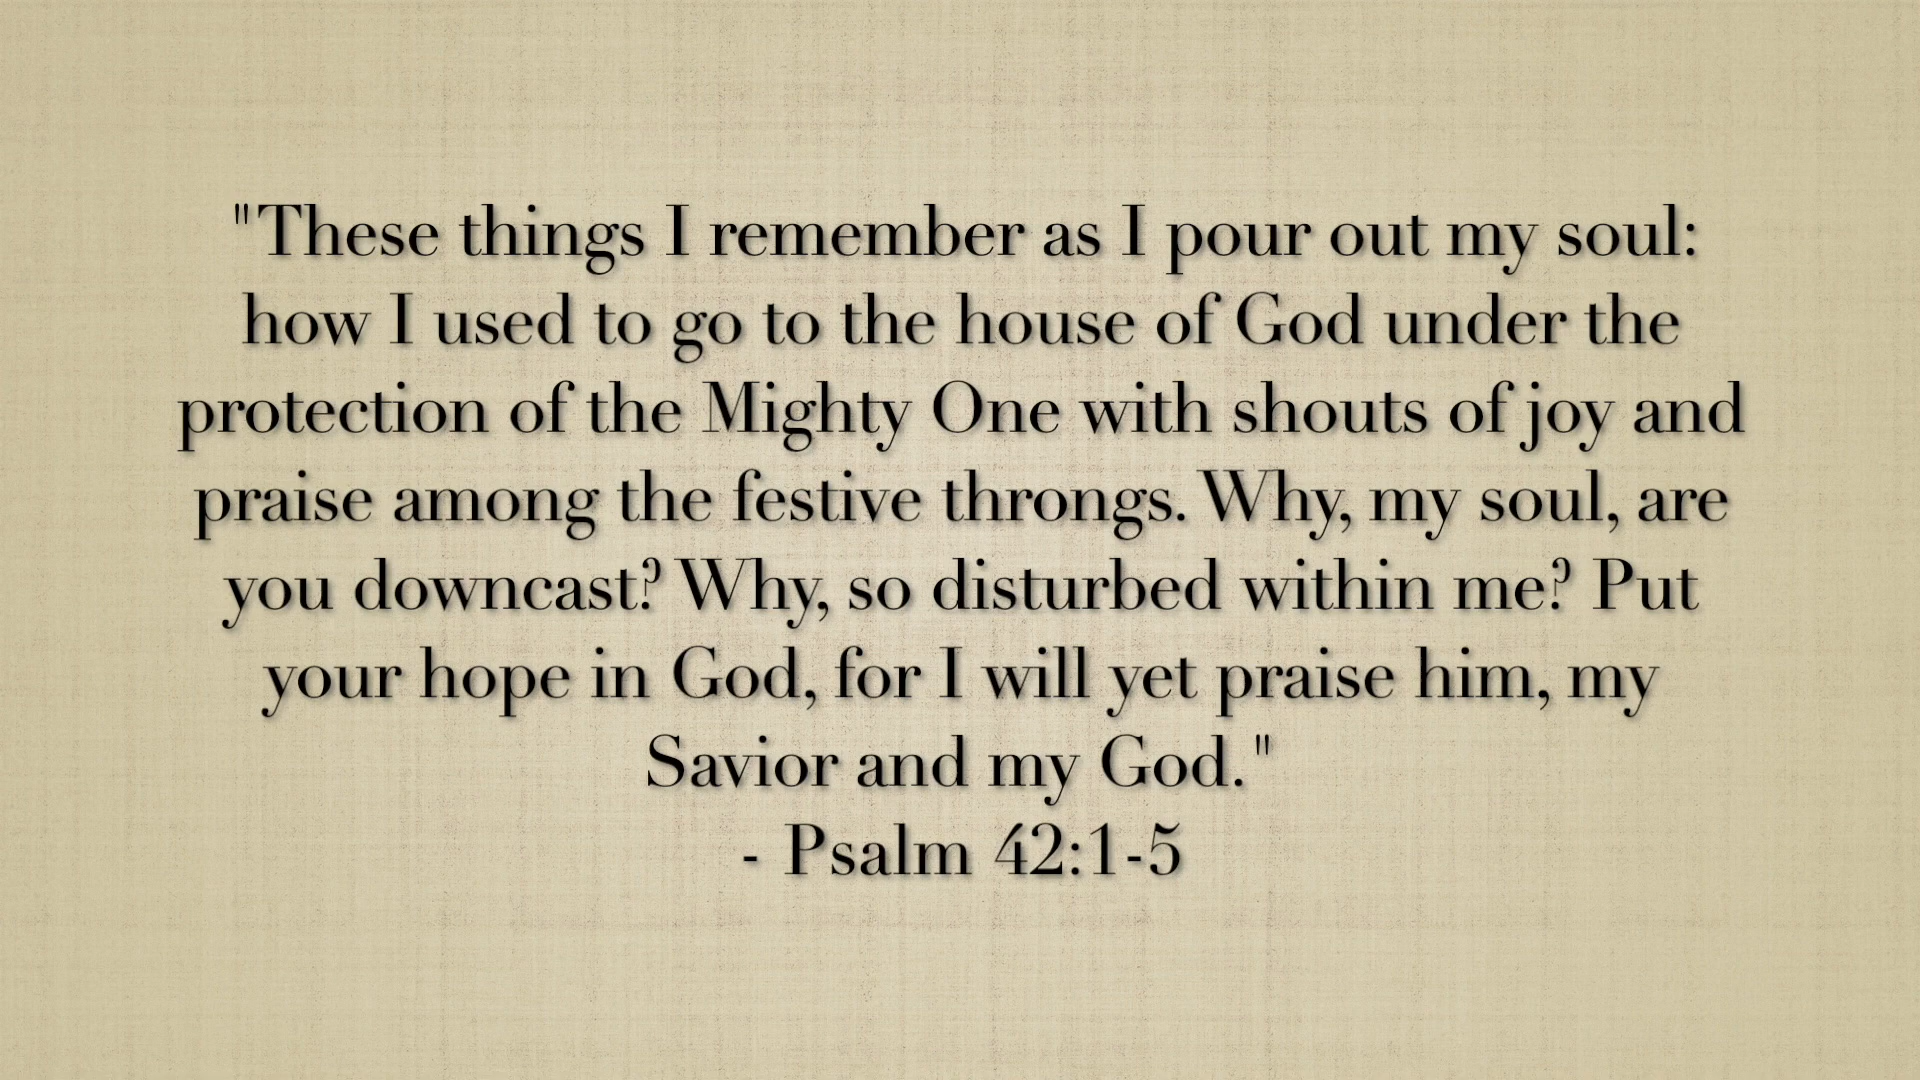 "These things I remember as I pour out my soul:
how I used to go to the house of God under the
protection of the Mighty One with shouts of joy and
praise among the festive throngs. Why, my soul, are
you downcast? Why, so disturbed within me? Put
your hope in God, for I will yet praise him, my
Savior and my God."
- Psalm 42:1-5